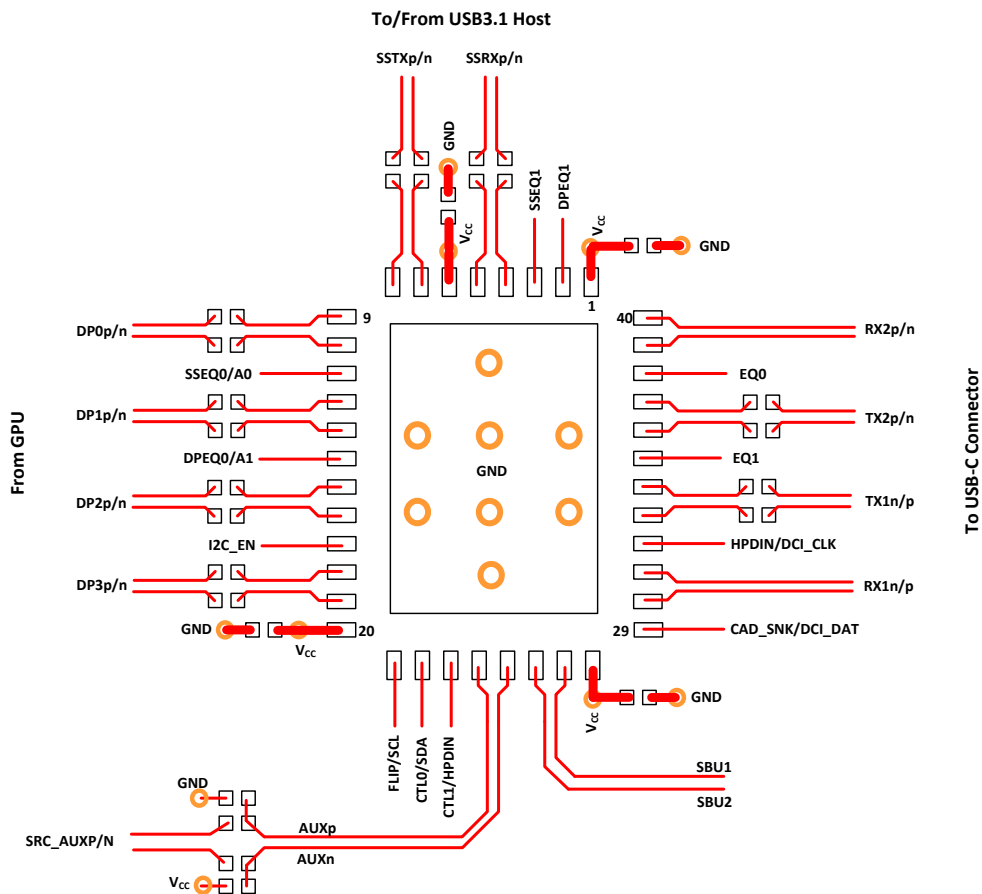 To/From USB3.1 Host
SSTXp/n
SSRXp/n
GND
SSEQ1
DPEQ1
VCC
VCC
GND
1
9
40
DP0p/n
RX2p/n
SSEQ0/A0
EQ0
DP1p/n
TX2p/n
From GPU
DPEQ0/A1
EQ1
GND
To USB-C Connector
DP2p/n
TX1n/p
I2C_EN
HPDIN/DCI_CLK
DP3p/n
RX1n/p
GND
20
29
CAD_SNK/DCI_DAT
VCC
FLIP/SCL
CTL0/SDA
CTL1/HPDIN
VCC
GND
SBU1
SBU2
GND
AUXp
SRC_AUXP/N
AUXn
VCC